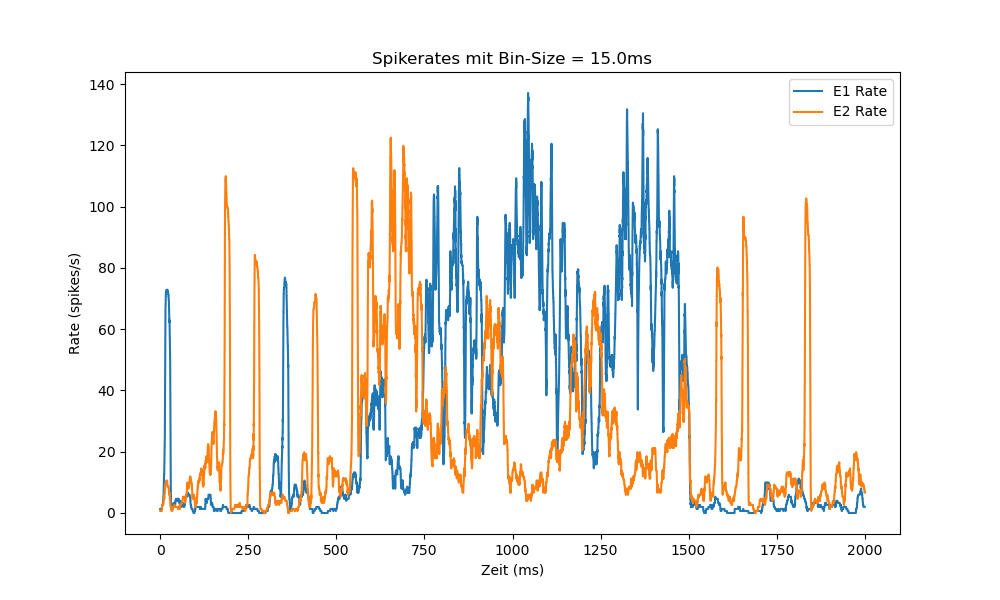 Spikerates mit Bin-Size = 15.0ms
E1 Rate
E2 Rate
Rate (spikes/s)
140
120
100
80
60
40
20
0
0 250 500 750 1000 1250 1500 1750 2000
Zeit (ms)